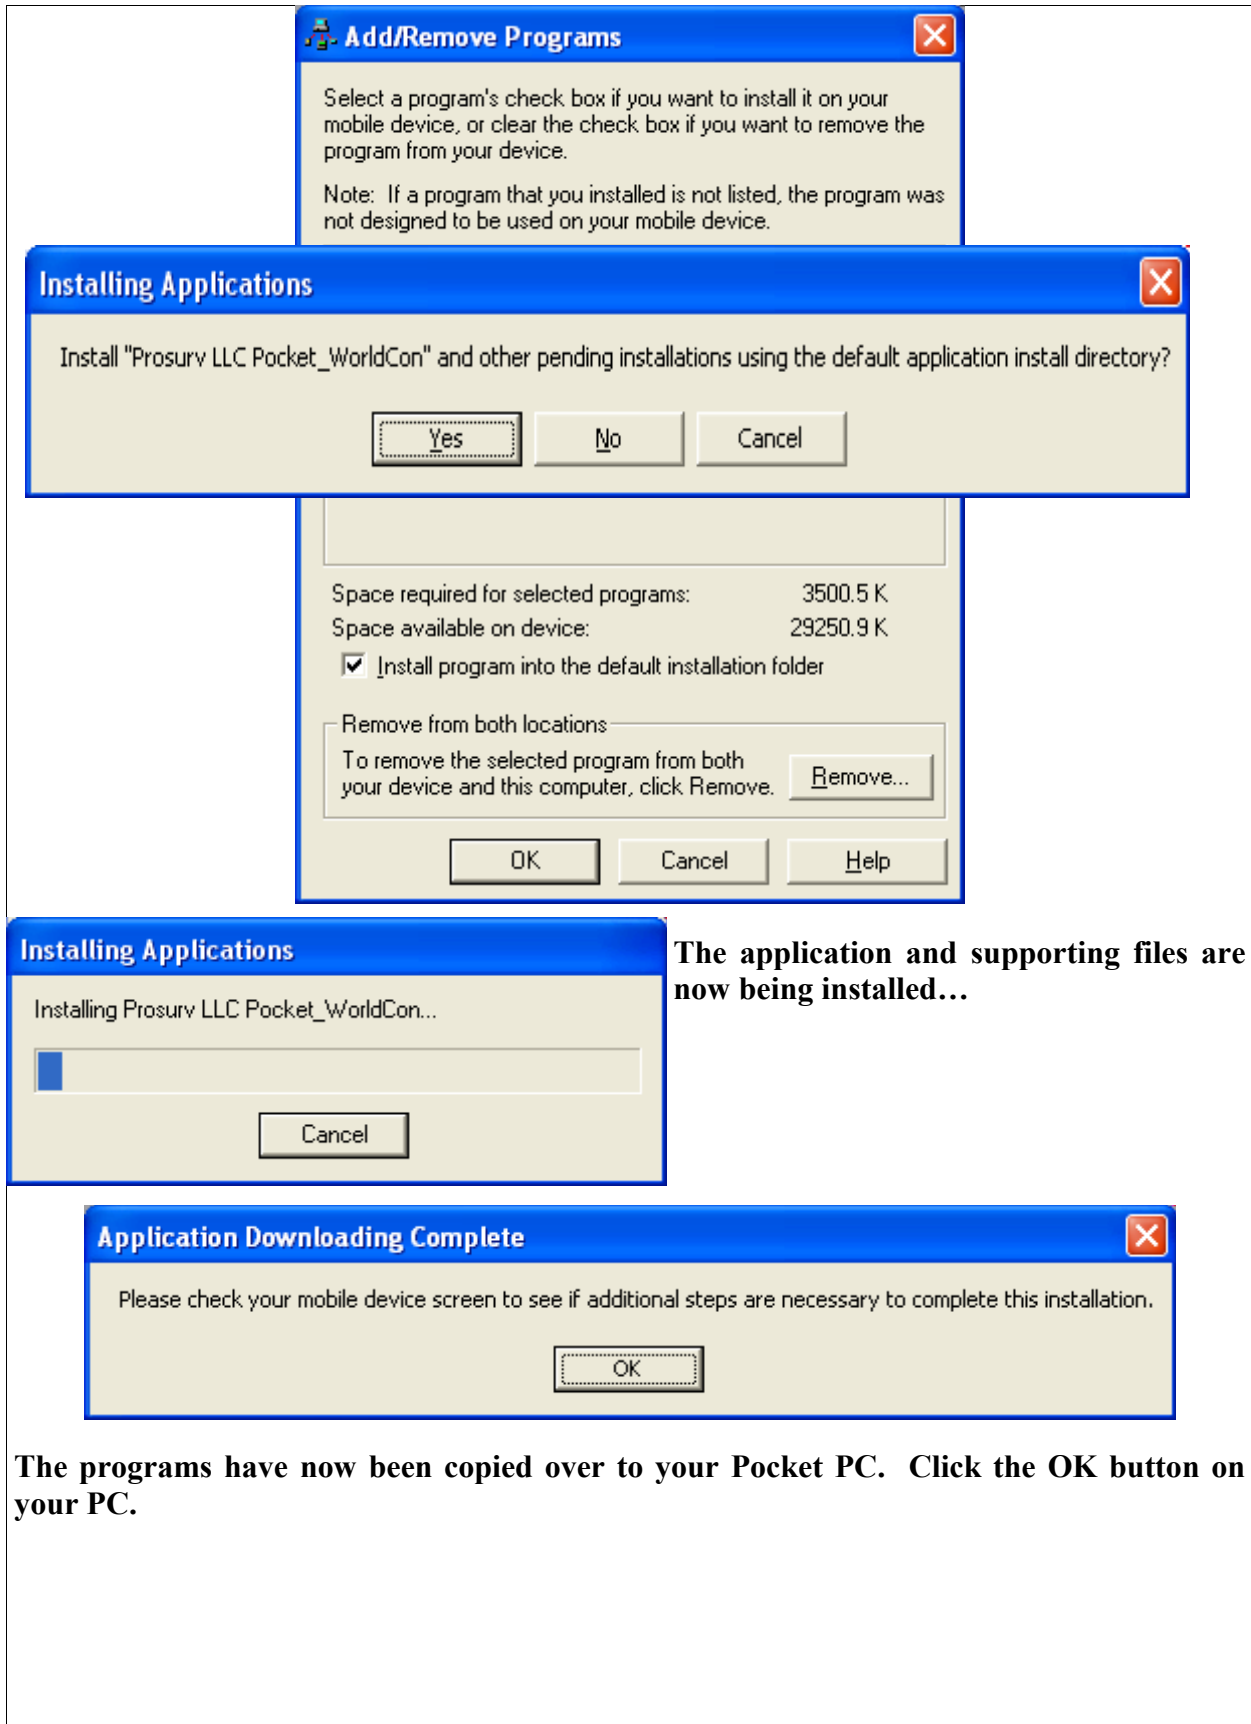 Add/Remove Programs
Select a program's check box if you want to install it on your
mobile device, or clear the check box if you want to remove the
program from your device.
Note:  If a program that you installed is not listed, the program was
not designed to be used on your mobile device.
Installing Applications
Install "Prosurv LLC Pocket_WorldCon" and other pending installations using the default application install directory?
Yes No Cancel
Space required for selected programs: 3500.5 K
Space available on device: 29250.9 K
Install program into the default installation folder
Remove from both locations
To remove the selected program from both
your device and this computer, click Remove.
Remove...
OK Cancel Help
Installing Applications
Installing Prosurv LLC Pocket_WorldCon...
Cancel
The application and supporting files are
now being installed…
Application Downloading Complete
Please check your mobile device screen to see if additional steps are necessary to complete this installation.
OK
The programs have now been copied over to your Pocket PC.  Click the OK button on
your PC.